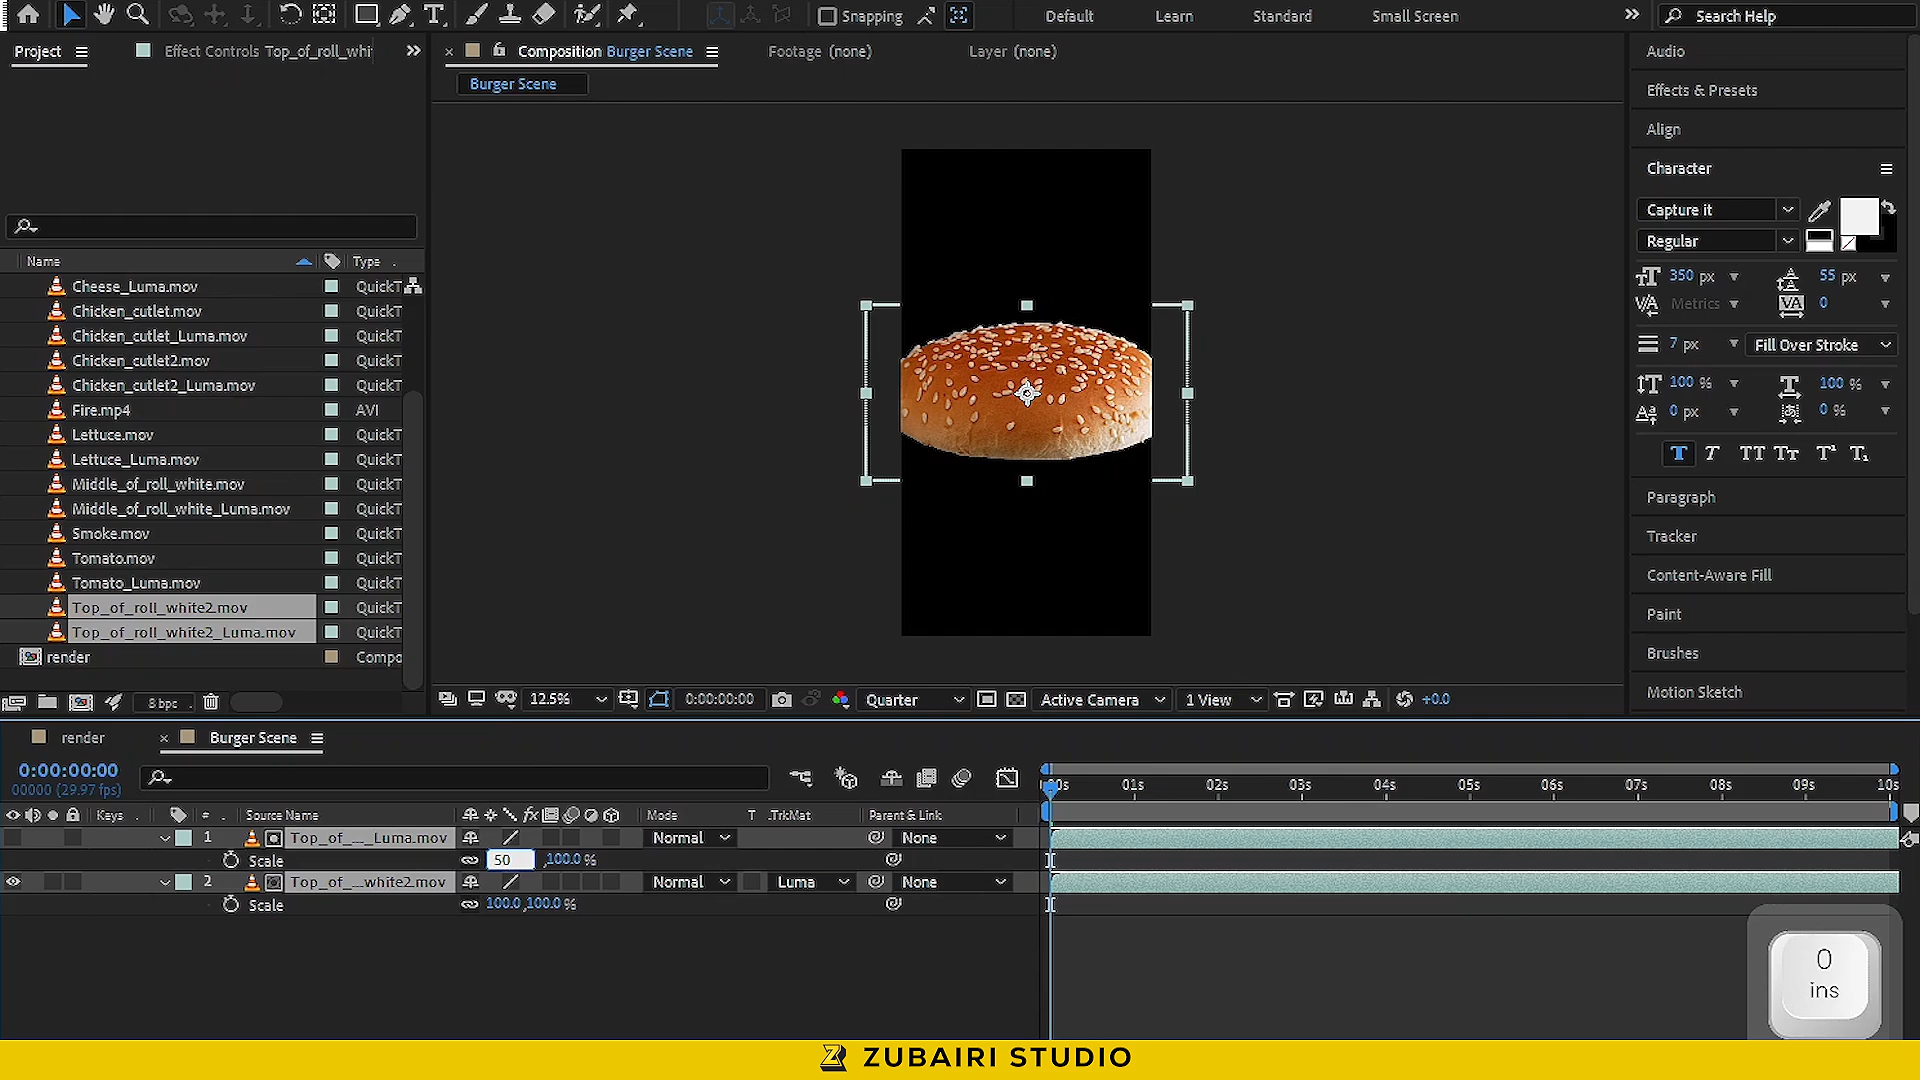 Snapping
Default
Learn
Standard
Small Screen
Search Help
Project
Effect Controls Top_of_roll_whi
Composition Burger Scene
Footage (none)
Layer (none)
Burger Scene
Audio
Effects & Presets
Align
Character
Capture it
Regular
350 px
55 px
Metrics
0
7 px
Fill Over Stroke
100 %
100 %
0 px
0 %
T T TT Tт T¹ T₁
Paragraph
Tracker
Content-Aware Fill
Paint
Brushes
Motion Sketch
Name
Type
Cheese_Luma.mov QuickT
Chicken_cutlet.mov QuickT
Chicken_cutlet_Luma.mov QuickT
Chicken_cutlet2.mov QuickT
Chicken_cutlet2_Luma.mov QuickT
Fire.mp4 AVI
Lettuce.mov QuickT
Lettuce_Luma.mov QuickT
Middle_of_roll_white.mov QuickT
Middle_of_roll_white_Luma.mov QuickT
Smoke.mov QuickT
Tomato.mov QuickT
Tomato_Luma.mov QuickT
Top_of_roll_white2.mov QuickT
Top_of_roll_white2_Luma.mov QuickT
render Compo
8 bpc
12.5%
0:00:00:00
Quarter
Active Camera
1 View
+0.0
render
Burger Scene
0:00:00:00
00000 (29.97 fps)
00s 01s 02s 03s 04s 05s 06s 07s 08s 09s 10s
Keys
#
Source Name
fx
Mode
T .TrkMat
Parent & Link
1 Top_of_..._Luma.mov Normal None
Scale 50 ,100.0 %
2 Top_of_...white2.mov Normal Luma None
Scale 100.0,100.0 %
0
ins
ZUBAIRI STUDIO